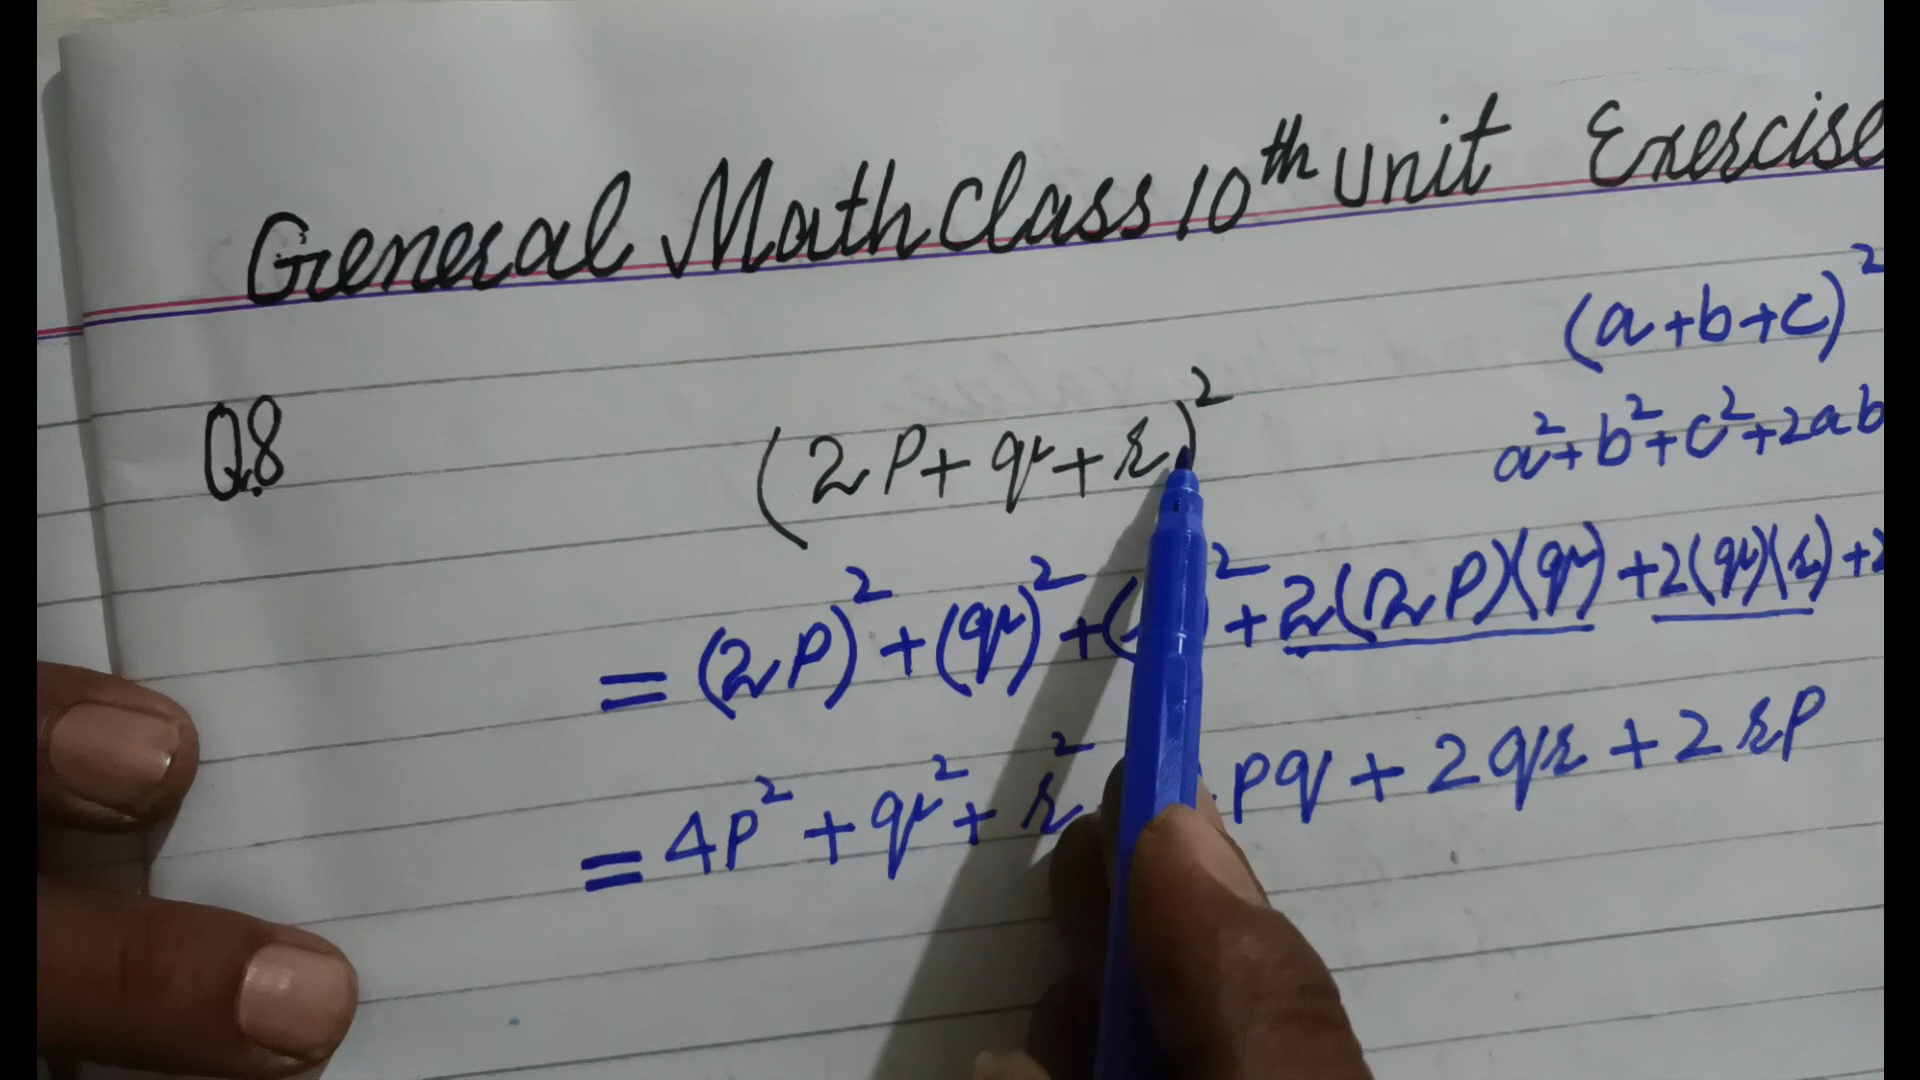 General Math Class 10th Unit Exercise
(a+b+c)²
Q.8 (2P+q+r)²
a²+b²+c²+2ab
= (2P)²+(q)²+( )²+2(2P)(q)+2(q)(r)+2
= 4P²+q²+r² pq+2qr+2rP